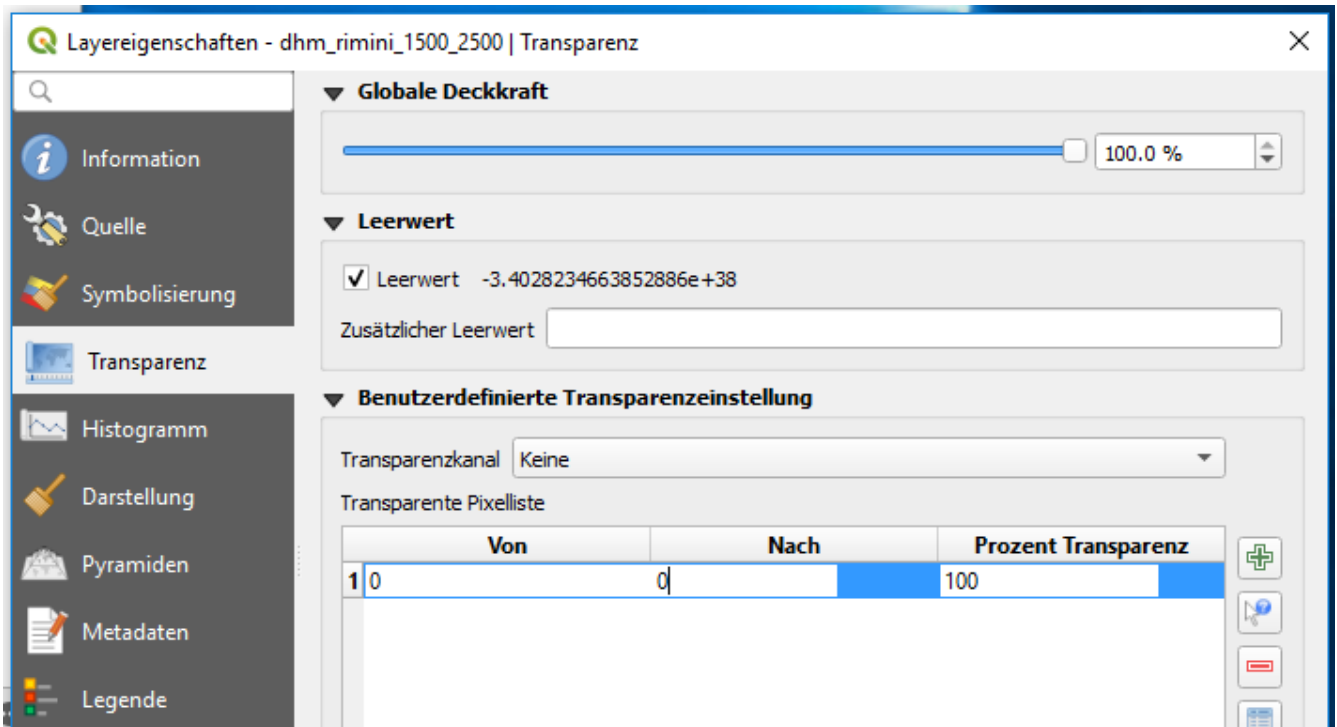 Layereigenschaften - dhm_rimini_1500_2500 | Transparenz
Information
Quelle
Symbolisierung
Transparenz
Histogramm
Darstellung
Pyramiden
Metadaten
Legende
Globale Deckkraft
100.0 %
Leerwert
Leerwert -3.4028234663852886e+38
Zusätzlicher Leerwert
Benutzerdefinierte Transparenzeinstellung
Transparenzkanal Keine
Transparente Pixelliste
Von Nach Prozent Transparenz
1 0 0 100